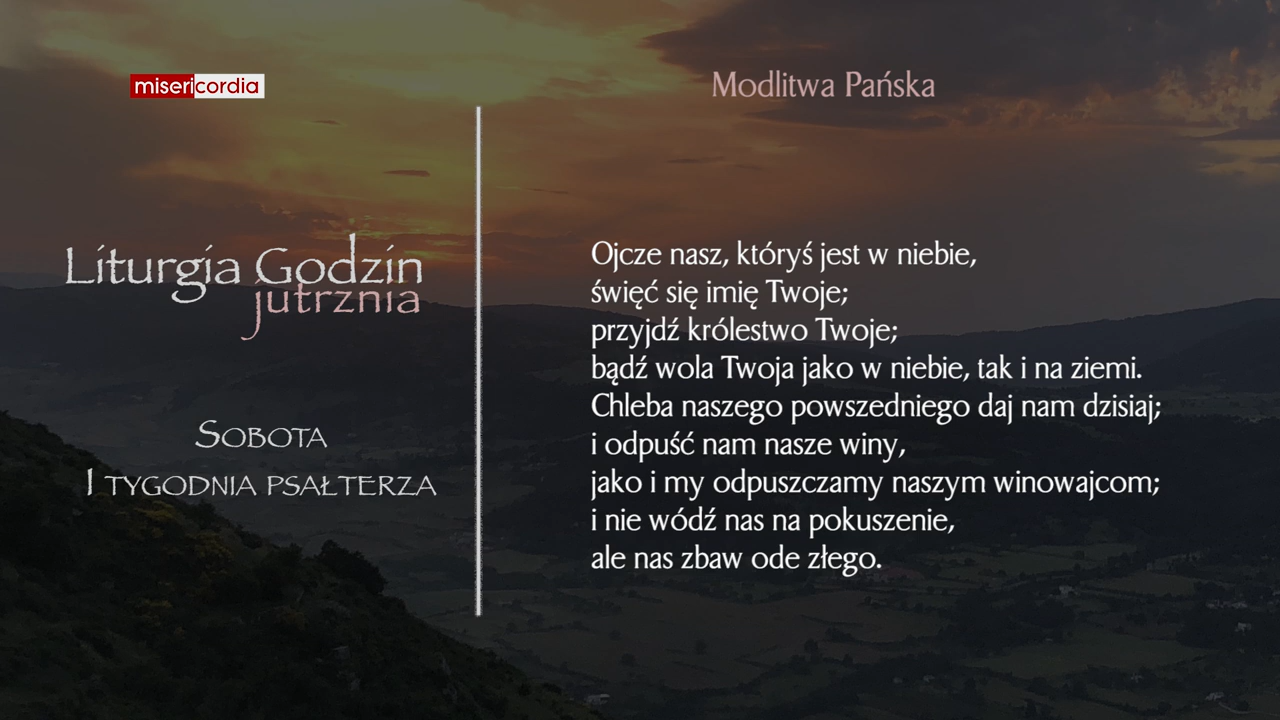 misericordia
Liturgia Godzin
jutrznia
Sobota
I tygodnia psałterza
Modlitwa Pańska
Ojcze nasz, któryś jest w niebie,
święć się imię Twoje;
przyjdź królestwo Twoje;
bądź wola Twoja jako w niebie, tak i na ziemi.
Chleba naszego powszedniego daj nam dzisiaj;
i odpuść nam nasze winy,
jako i my odpuszczamy naszym winowajcom;
i nie wódź nas na pokuszenie,
ale nas zbaw ode złego.